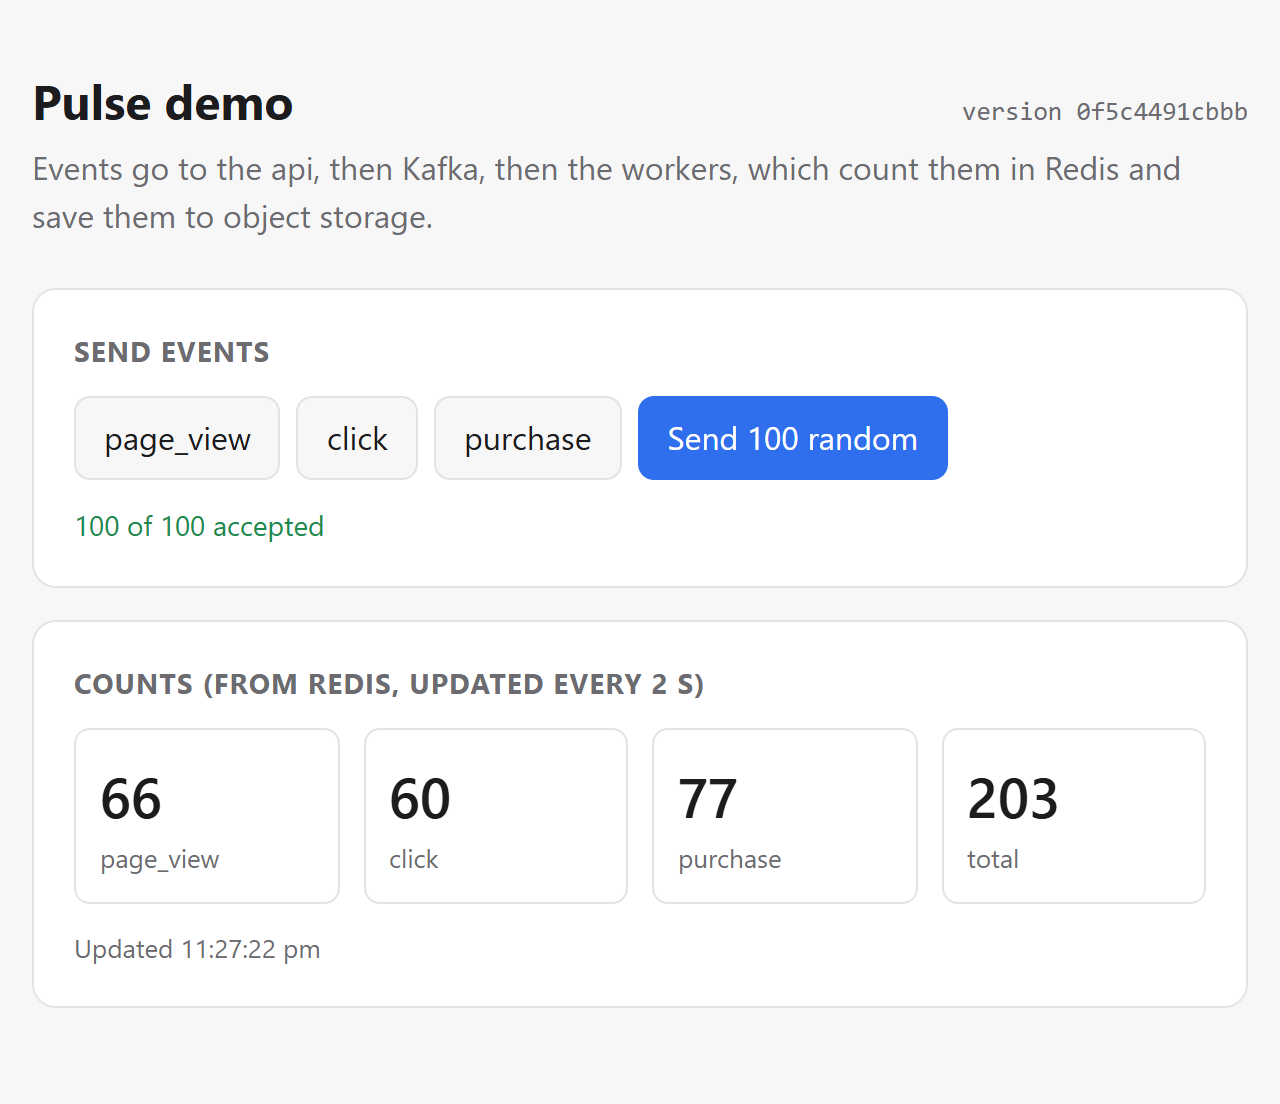 Pulse demo
version 0f5c4491cbbb
Events go to the api, then Kafka, then the workers, which count them in Redis and
save them to object storage.
SEND EVENTS
page_view
click
purchase
Send 100 random
100 of 100 accepted
COUNTS (FROM REDIS, UPDATED EVERY 2 S)
66
page_view
60
click
77
purchase
203
total
Updated 11:27:22 pm